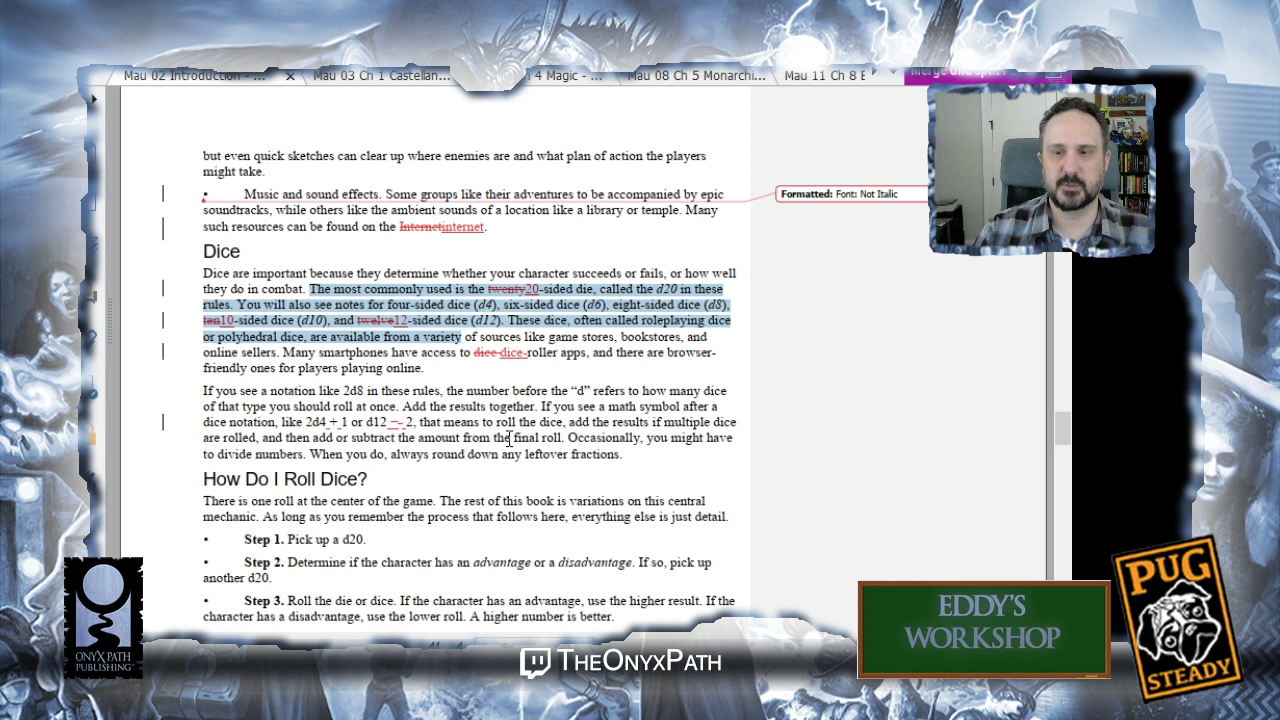 Mau 02 Introduction - ...
Mau 03 Ch 1 Castellan...
4 Magic - ...
Mau 08 Ch 5 Monarchi...
Mau 11 Ch 8 E
Merge and split
but even quick sketches can clear up where enemies are and what plan of action the players
might take.
• Music and sound effects. Some groups like their adventures to be accompanied by epic
soundtracks, while others like the ambient sounds of a location like a library or temple. Many
such resources can be found on the Internetinternet.
Formatted: Font: Not Italic
Dice
Dice are important because they determine whether your character succeeds or fails, or how well
they do in combat. The most commonly used is the twenty20-sided die, called the d20 in these
rules. You will also see notes for four-sided dice (d4), six-sided dice (d6), eight-sided dice (d8),
ten10-sided dice (d10), and twelve12-sided dice (d12). These dice, often called roleplaying dice
or polyhedral dice, are available from a variety of sources like game stores, bookstores, and
online sellers. Many smartphones have access to dice dice-roller apps, and there are browser-
friendly ones for players playing online.
If you see a notation like 2d8 in these rules, the number before the “d” refers to how many dice
of that type you should roll at once. Add the results together. If you see a math symbol after a
dice notation, like 2d4 + 1 or d12 –- 2, that means to roll the dice, add the results if multiple dice
are rolled, and then add or subtract the amount from the final roll. Occasionally, you might have
to divide numbers. When you do, always round down any leftover fractions.
How Do I Roll Dice?
There is one roll at the center of the game. The rest of this book is variations on this central
mechanic. As long as you remember the process that follows here, everything else is just detail.
• Step 1. Pick up a d20.
• Step 2. Determine if the character has an advantage or a disadvantage. If so, pick up
another d20.
• Step 3. Roll the die or dice. If the character has an advantage, use the higher result. If the
character has a disadvantage, use the lower roll. A higher number is better.
ONYX PATH
PUBLISHING™
THEONYXPATH
EDDY'S
WORKSHOP
PUG
STEADY